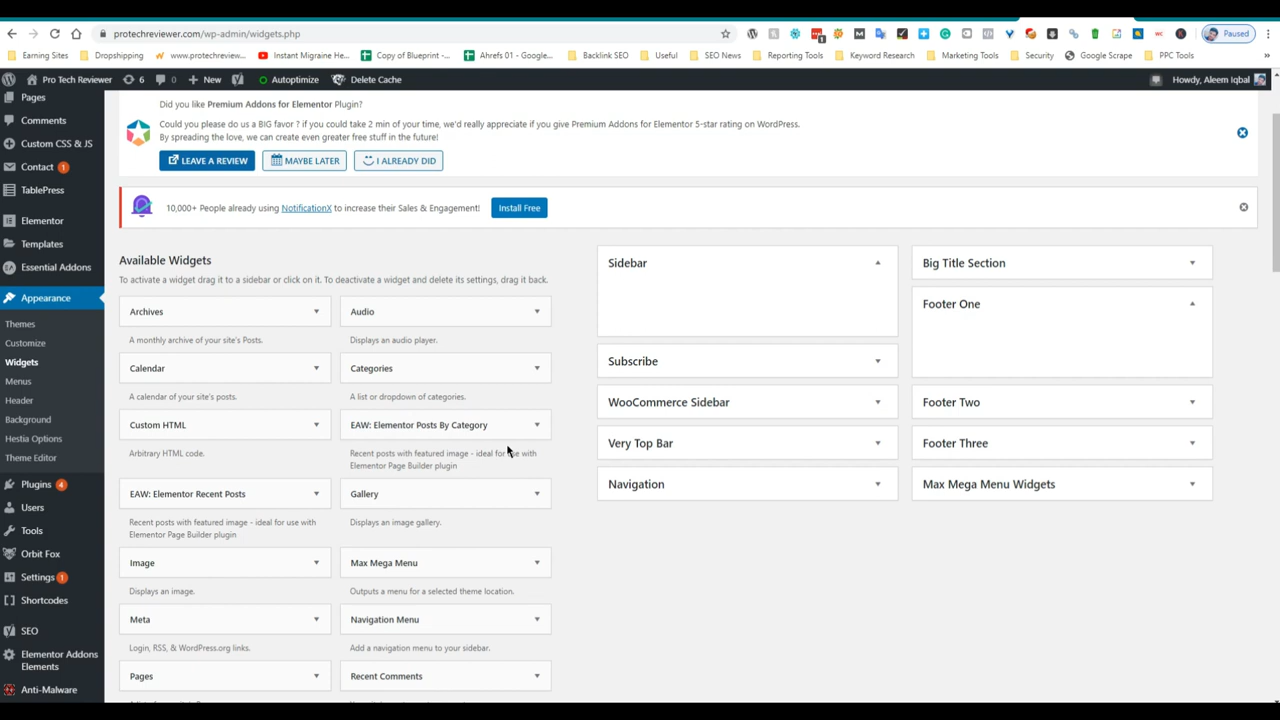 protechreviewer.com/wp-admin/widgets.php
Paused
Earning Sites
Dropshipping
www.protechreview...
Instant Migraine He...
Copy of Blueprint -...
Ahrefs 01 - Google...
Backlink SEO
Useful
SEO News
Reporting Tools
Keyword Research
Marketing Tools
Security
Google Scrape
PPC Tools
Pro Tech Reviewer
6
0
+ New
Autoptimize
Delete Cache
Howdy, Aleem Iqbal
Pages
Comments
Custom CSS & JS
Contact 1
TablePress
Elementor
Templates
Essential Addons
Appearance
Themes
Customize
Widgets
Menus
Header
Background
Hestia Options
Theme Editor
Plugins 4
Users
Tools
Orbit Fox
Settings 1
Shortcodes
SEO
Elementor Addons
Elements
Anti-Malware
Did you like Premium Addons for Elementor Plugin?
Could you please do us a BIG favor ? if you could take 2 min of your time, we'd really appreciate if you give Premium Addons for Elementor 5-star rating on WordPress.
By spreading the love, we can create even greater free stuff in the future!
LEAVE A REVIEW
MAYBE LATER
I ALREADY DID
10,000+ People already using NotificationX to increase their Sales & Engagement!
Install Free
Available Widgets
To activate a widget drag it to a sidebar or click on it. To deactivate a widget and delete its settings, drag it back.
Archives
A monthly archive of your site's Posts.
Audio
Displays an audio player.
Calendar
A calendar of your site's posts.
Categories
A list or dropdown of categories.
Custom HTML
Arbitrary HTML code.
EAW: Elementor Posts By Category
Recent posts with featured image - ideal for use with
Elementor Page Builder plugin
EAW: Elementor Recent Posts
Recent posts with featured image - ideal for use with
Elementor Page Builder plugin
Gallery
Displays an image gallery.
Image
Displays an image.
Max Mega Menu
Outputs a menu for a selected theme location.
Meta
Login, RSS, & WordPress.org links.
Navigation Menu
Add a navigation menu to your sidebar.
Pages
Recent Comments
Sidebar
Subscribe
WooCommerce Sidebar
Very Top Bar
Navigation
Big Title Section
Footer One
Footer Two
Footer Three
Max Mega Menu Widgets